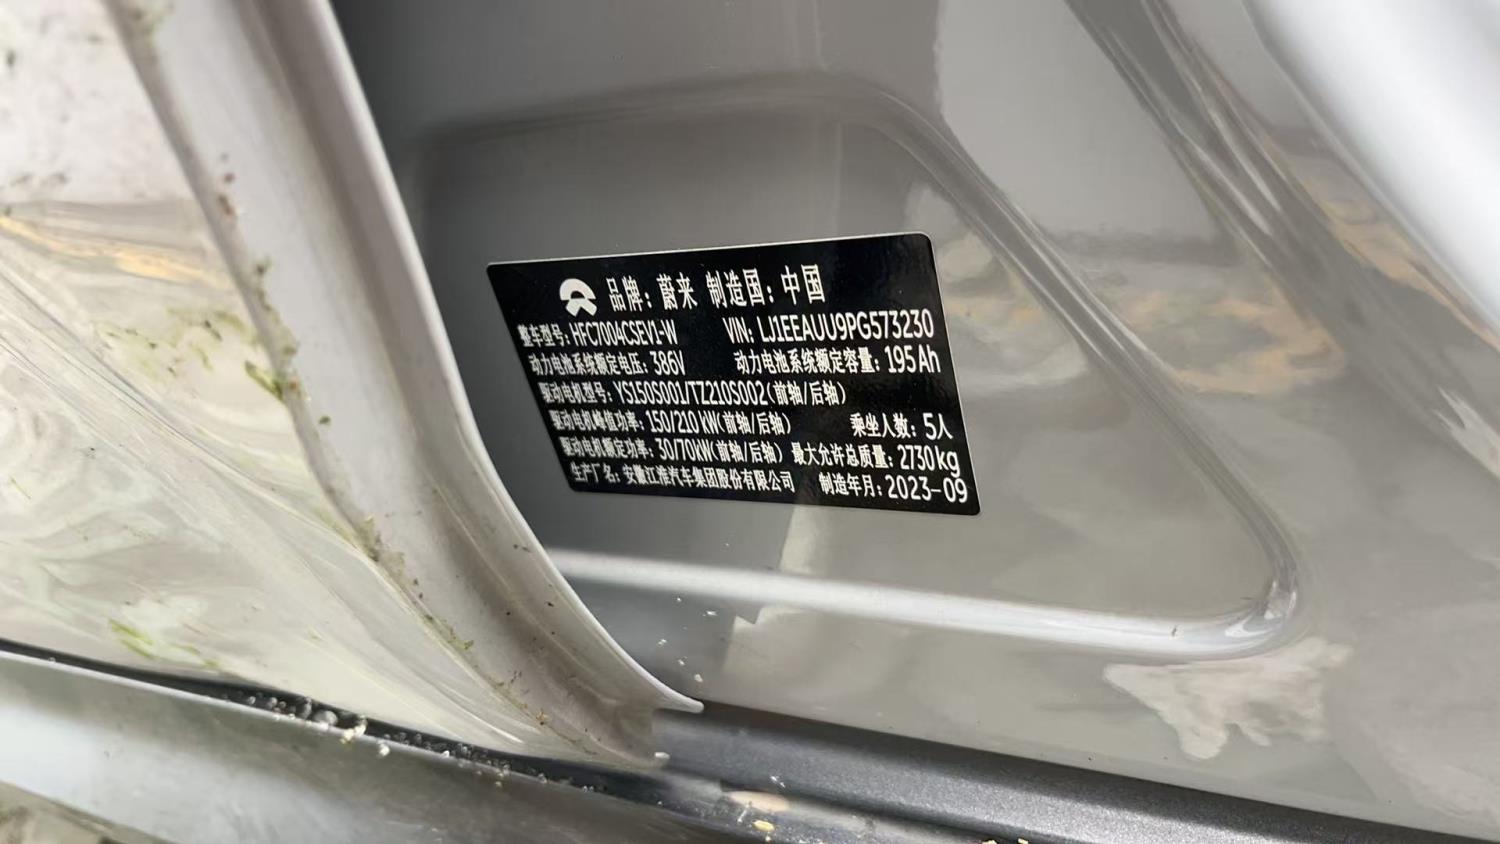 品牌：蔚来 制造国：中国
整车型号：HFC7004CSEV1-W VIN：LJ1EEAUU9PG573230
动力电池系统额定电压：386V 动力电池系统额定容量：195Ah
驱动电机型号：YS150S001/TZ210S002(前轴/后轴)
驱动电机峰值功率：150/210kW(前轴/后轴) 乘坐人数：5人
驱动电机额定功率：30/70kW(前轴/后轴) 最大允许总质量：2730kg
生产厂名：安徽江淮汽车集团股份有限公司 制造年月：2023-09